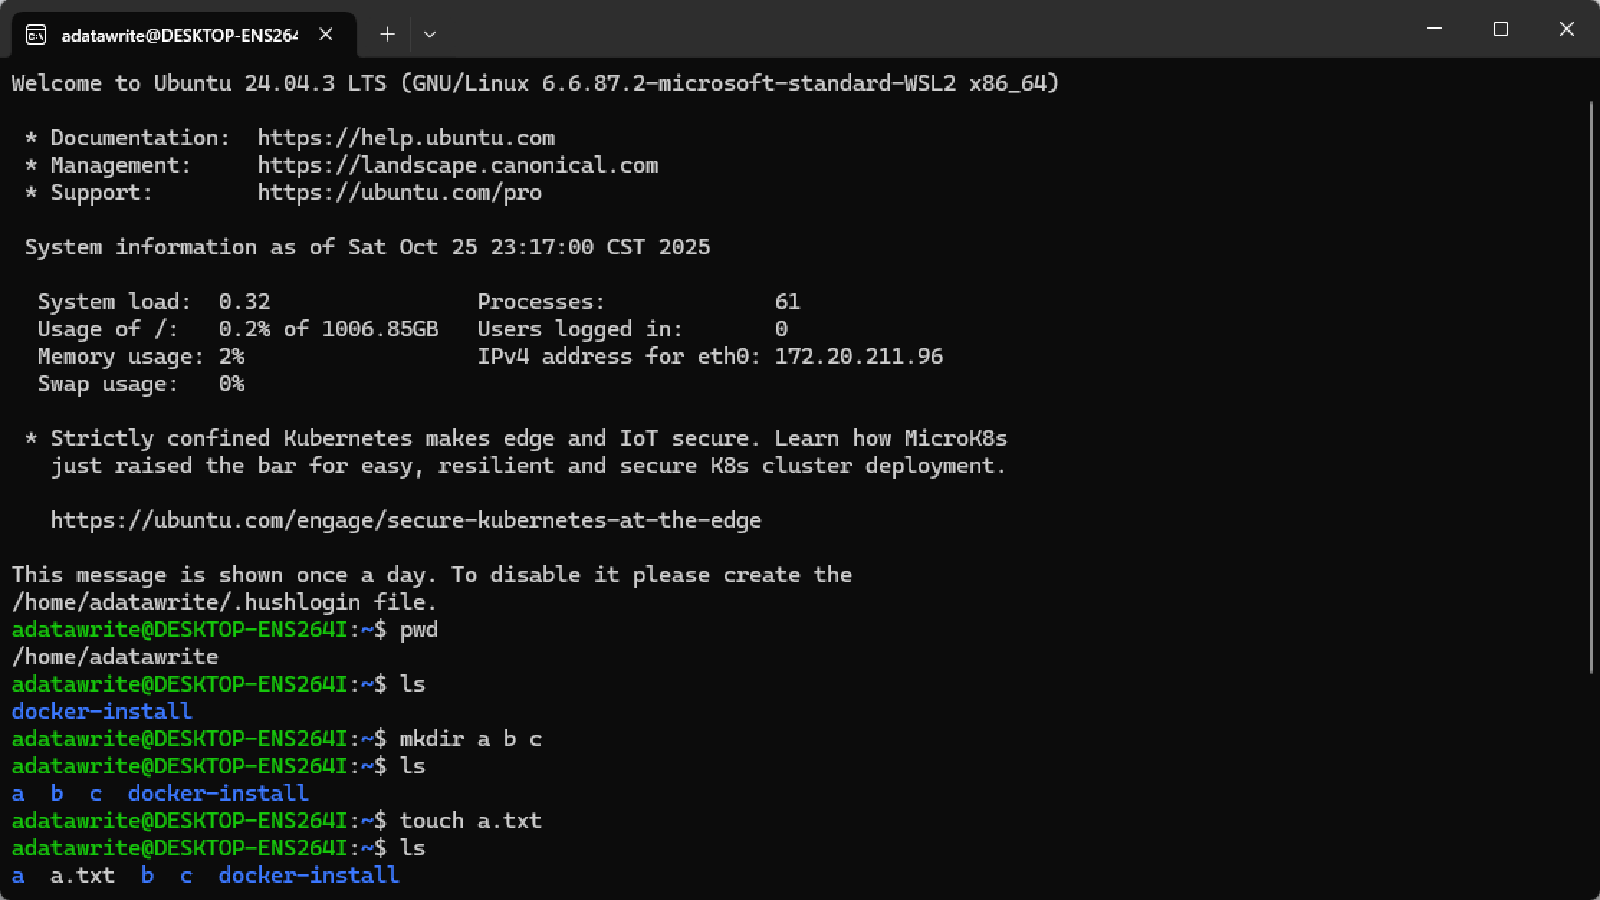 adatawrite@DESKTOP-ENS264
Welcome to Ubuntu 24.04.3 LTS (GNU/Linux 6.6.87.2-microsoft-standard-WSL2 x86_64)
* Documentation:  https://help.ubuntu.com
* Management:     https://landscape.canonical.com
* Support:        https://ubuntu.com/pro
System information as of Sat Oct 25 23:17:00 CST 2025
System load:  0.32                Processes:             61
Usage of /:   0.2% of 1006.85GB   Users logged in:       0
Memory usage: 2%                  IPv4 address for eth0: 172.20.211.96
Swap usage:   0%
* Strictly confined Kubernetes makes edge and IoT secure. Learn how MicroK8s
just raised the bar for easy, resilient and secure K8s cluster deployment.
https://ubuntu.com/engage/secure-kubernetes-at-the-edge
This message is shown once a day. To disable it please create the
/home/adatawrite/.hushlogin file.
adatawrite@DESKTOP-ENS264I:~$ pwd
/home/adatawrite
adatawrite@DESKTOP-ENS264I:~$ ls
docker-install
adatawrite@DESKTOP-ENS264I:~$ mkdir a b c
adatawrite@DESKTOP-ENS264I:~$ ls
a  b  c  docker-install
adatawrite@DESKTOP-ENS264I:~$ touch a.txt
adatawrite@DESKTOP-ENS264I:~$ ls
a  a.txt  b  c  docker-install